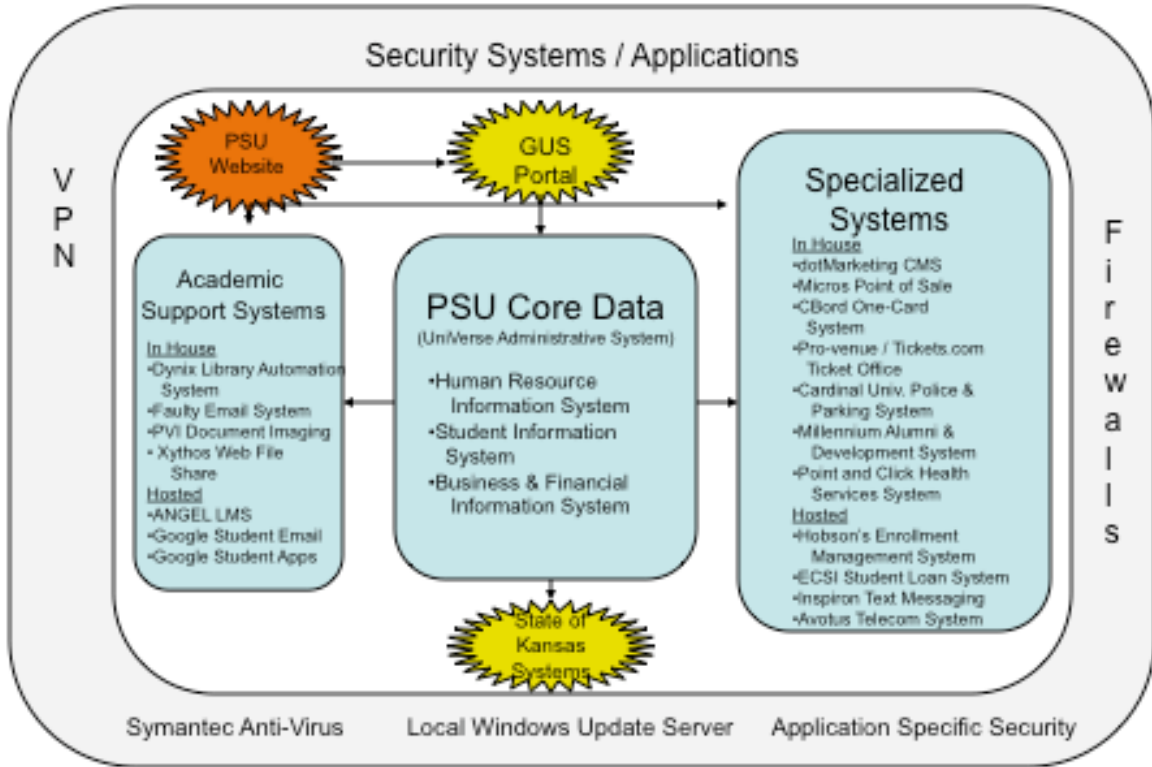 Security Systems / Applications
V
P
N
PSU
Website
GUS
Portal
Academic
Support Systems
In House
•Dynix Library Automation
System
•Faulty Email System
•PVI Document Imaging
• Xythos Web File
Share
Hosted
•ANGEL LMS
•Google Student Email
•Google Student Apps
PSU Core Data
(UniVerse Administrative System)
•Human Resource
Information System
•Student Information
System
•Business & Financial
Information System
State of
Kansas
Systems
Specialized
Systems
In House
•dotMarketing CMS
•Micros Point of Sale
•CBord One-Card
System
•Pro-venue / Tickets.com
Ticket Office
•Cardinal Univ. Police &
Parking System
•Millennium Alumni &
Development System
•Point and Click Health
Services System
Hosted
•Hobson's Enrollment
Management System
•ECSI Student Loan System
•Inspiron Text Messaging
•Avotus Telecom System
F
i
r
e
w
a
l
l
s
Symantec Anti-Virus
Local Windows Update Server
Application Specific Security